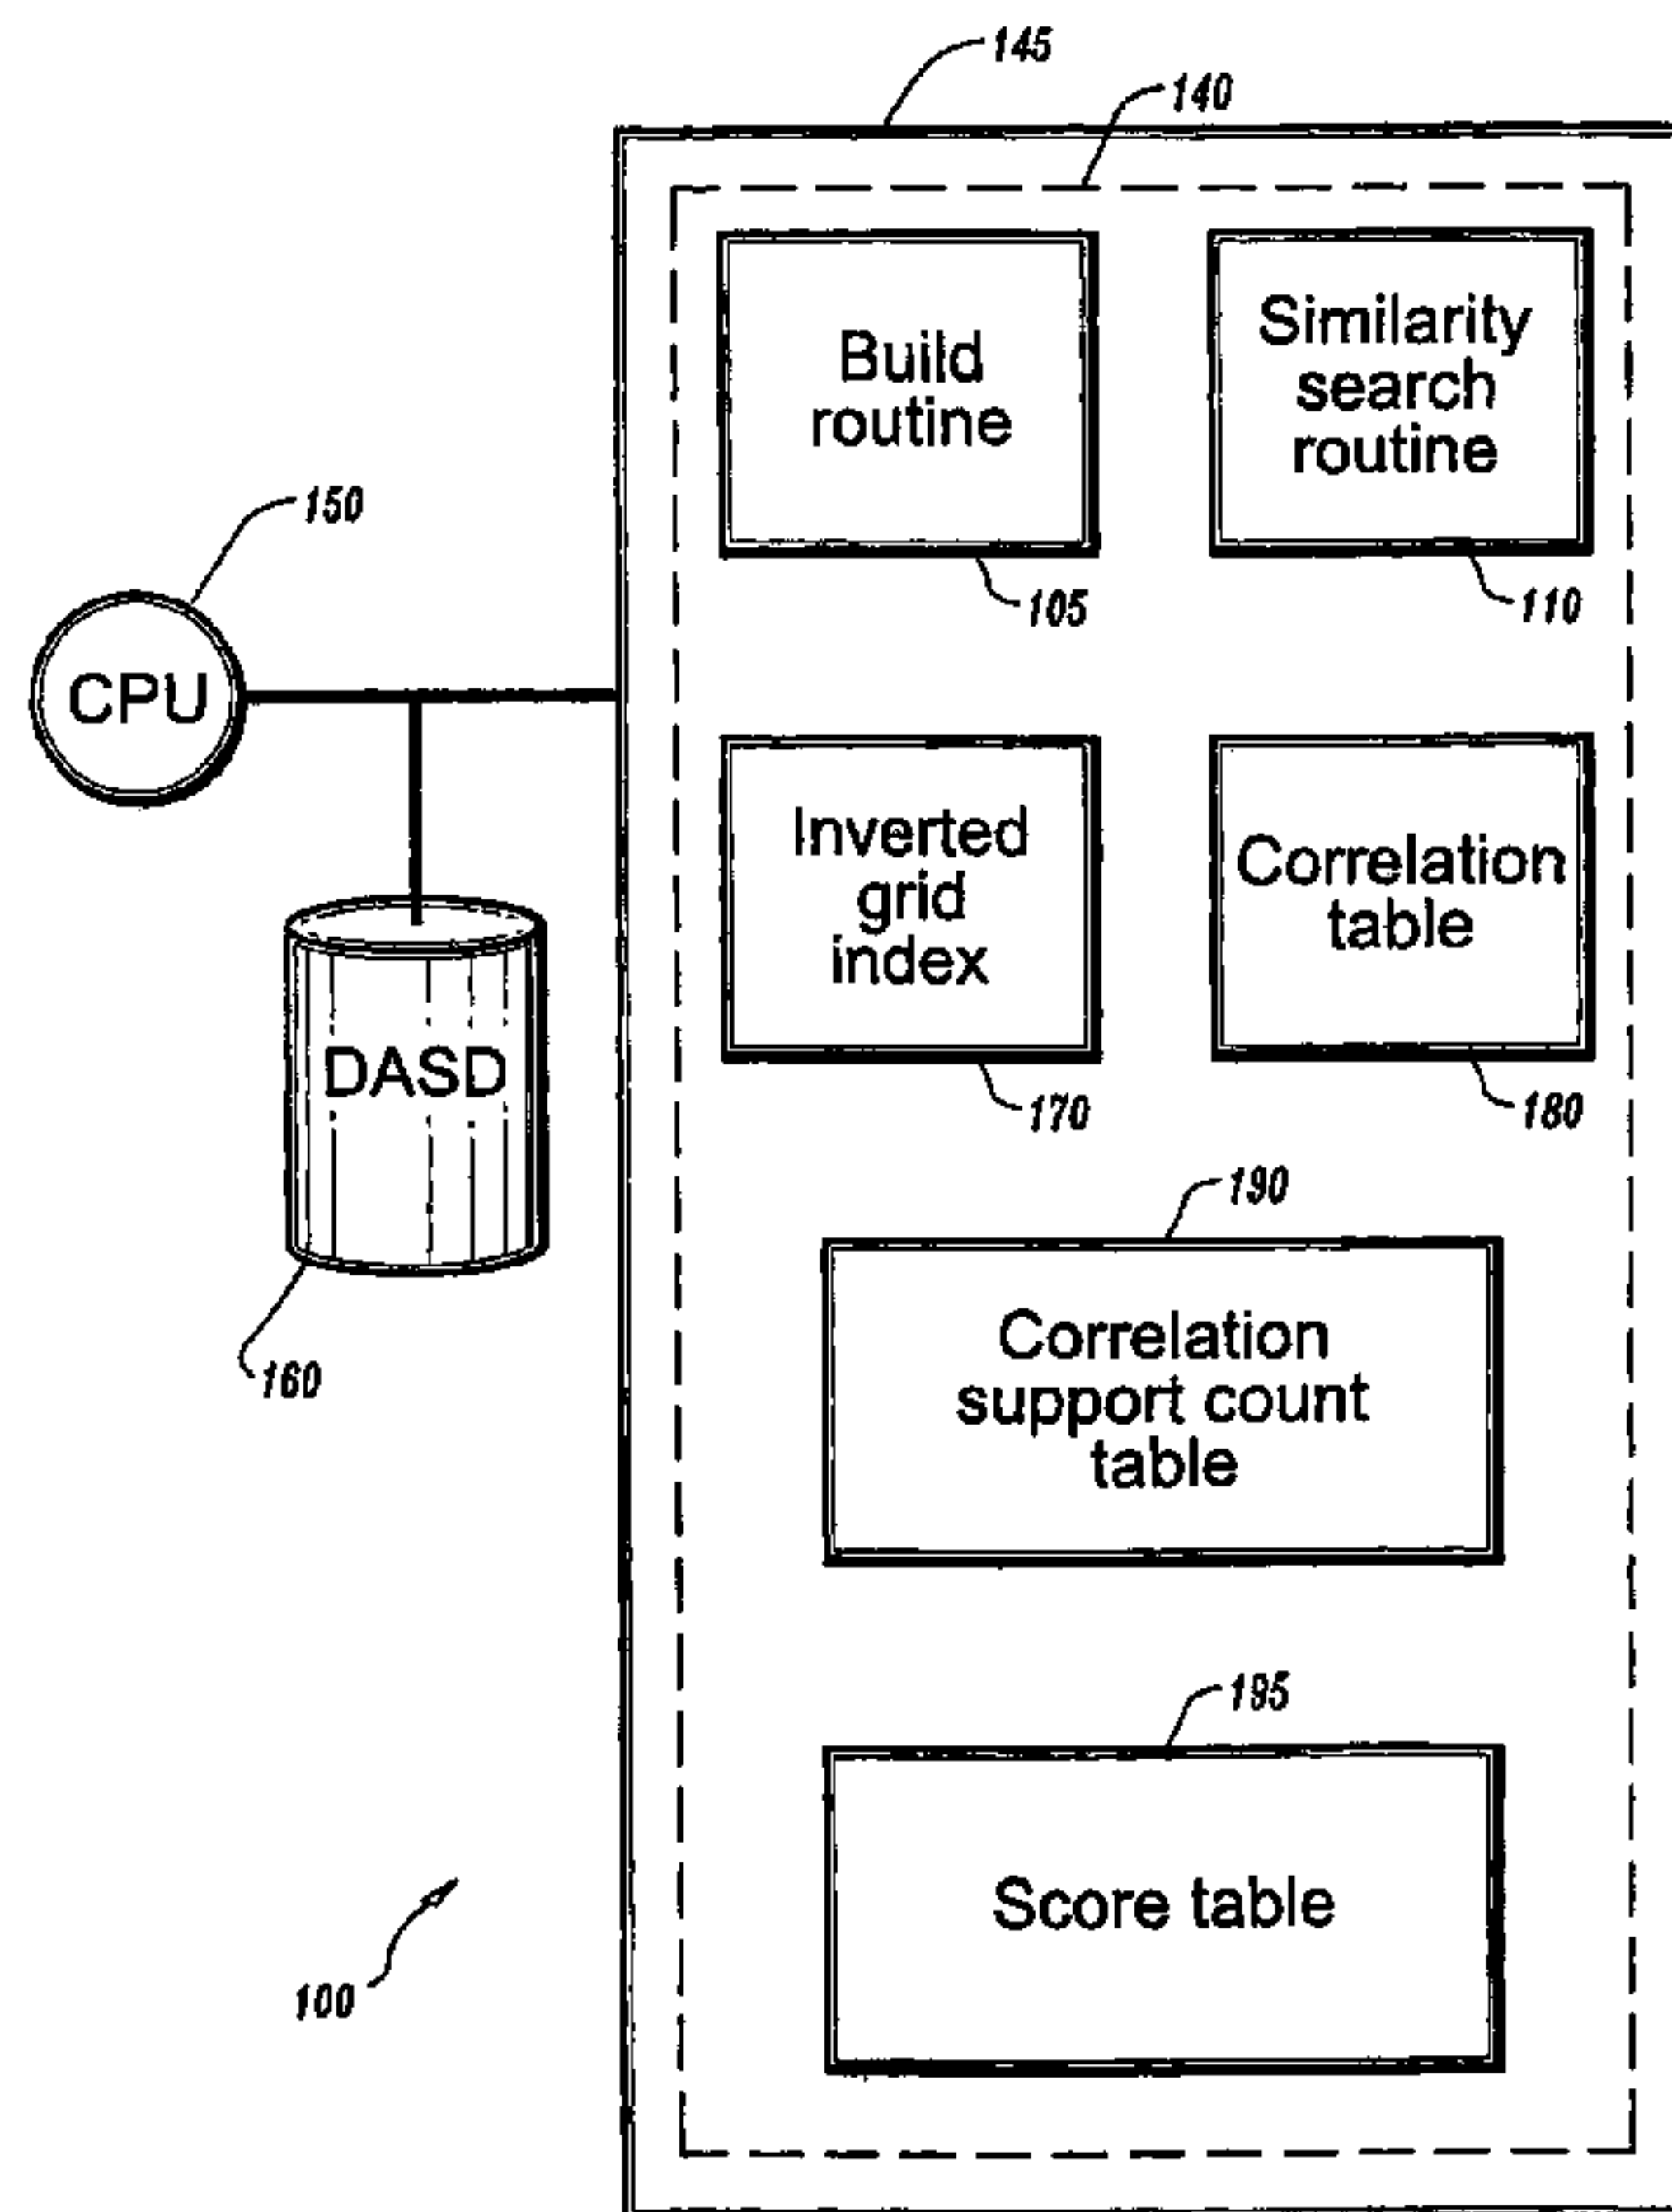 145
140
Build
routine
Similarity
search
routine
150
105
110
CPU
Inverted
grid
index
Correlation
table
DASD
170
180
190
160
Correlation
support count
table
195
Score table
100